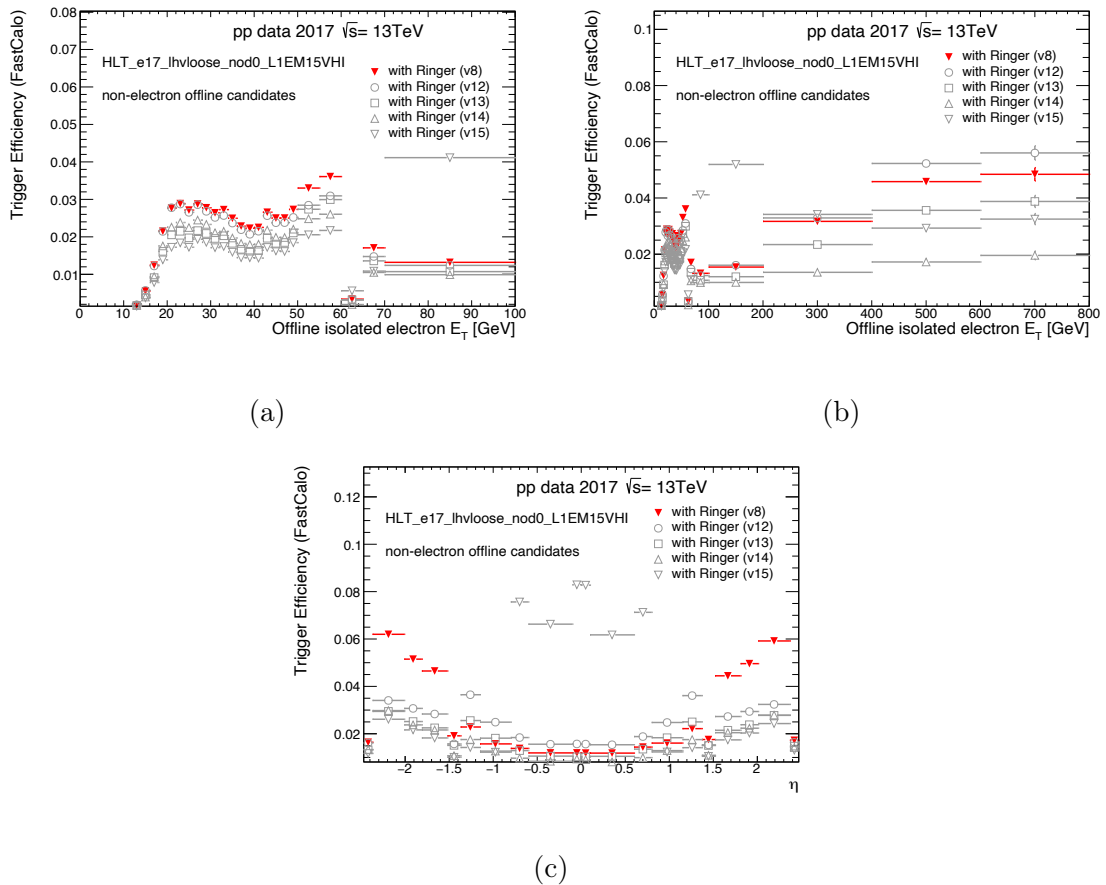 pp data 2017 √s= 13TeV
HLT_e17_lhvloose_nod0_L1EM15VHI
non-electron offline candidates
with Ringer (v8)
with Ringer (v12)
with Ringer (v13)
with Ringer (v14)
with Ringer (v15)
Trigger Efficiency (FastCalo)
0.08
0.07
0.06
0.05
0.04
0.03
0.02
0.01
0 10 20 30 40 50 60 70 80 90 100
Offline isolated electron E_T [GeV]
(a)
pp data 2017 √s= 13TeV
HLT_e17_lhvloose_nod0_L1EM15VHI
non-electron offline candidates
with Ringer (v8)
with Ringer (v12)
with Ringer (v13)
with Ringer (v14)
with Ringer (v15)
Trigger Efficiency (FastCalo)
0.1
0.08
0.06
0.04
0.02
0 100 200 300 400 500 600 700 800
Offline isolated electron E_T [GeV]
(b)
pp data 2017 √s= 13TeV
HLT_e17_lhvloose_nod0_L1EM15VHI
non-electron offline candidates
with Ringer (v8)
with Ringer (v12)
with Ringer (v13)
with Ringer (v14)
with Ringer (v15)
Trigger Efficiency (FastCalo)
0.12
0.1
0.08
0.06
0.04
0.02
−2 −1.5 −1 −0.5 0 0.5 1 1.5 2
η
(c)